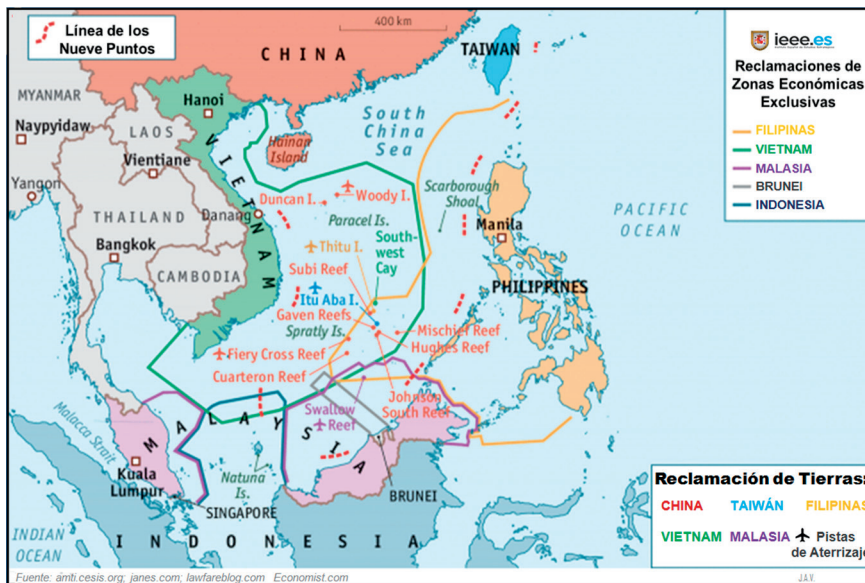 Línea de los
Nueve Puntos
400 km
CHINA
TAIWAN
ieee.es
Reclamaciones de
Zonas Económicas
Exclusivas
FILIPINAS
VIETNAM
MALASIA
BRUNEI
INDONESIA
MYANMAR
Naypyidaw
Yangon
LAOS
Vientiane
Hanoi
VIETNAM
Hainan
Island
South
China
Sea
THAILAND
Bangkok
Danang
CAMBODIA
Duncan I.
Woody I.
Paracel Is.
Scarborough
Shoal
Manila
PACIFIC
OCEAN
Thitu I.
South-
west
Cay
Subi Reef
Itu Aba I.
PHILIPPINES
Gaven Reefs
Spratly Is.
Mischief Reef
Hughes Reef
Fiery Cross Reef
Cuarteron Reef
Johnson
South Reef
Swallow
Reef
Malacca Strait
MALAYSIA
Kuala
Lumpur
Natuna
Is.
SINGAPORE
BRUNEI
INDIAN
OCEAN
INDONESIA
Reclamación de Tierras:
CHINA TAIWÁN FILIPINAS
VIETNAM MALASIA Pistas
de Aterrizaje
Fuente: amti.cesis.org; janes.com; lawfareblog.com Economist.com
J.A.V.